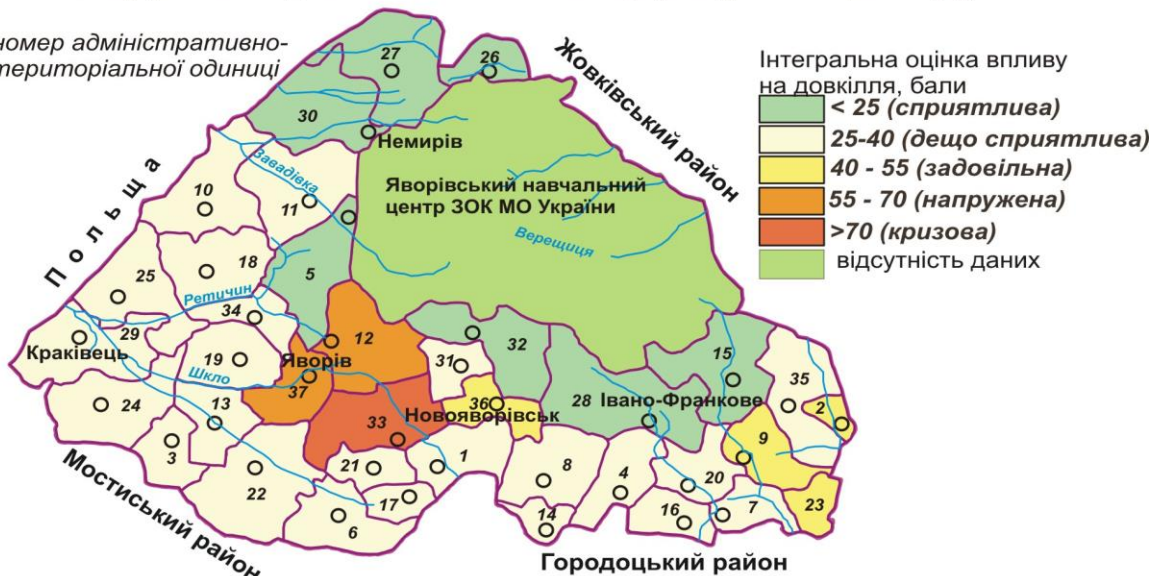 номер адміністративно-
територіальної одиниці
Інтегральна оцінка впливу
на довкілля, бали
< 25 (сприятлива)
25-40 (дещо сприятлива)
40 - 55 (задовільна)
55 - 70 (напружена)
>70 (кризова)
відсутність даних
Жовківський район
Польща
Мостиський район
Городоцький район
27
26
30
Немирів
Завадівка
Яворівський навчальний
центр ЗОК МО України
Верещиця
10
11
25
18
5
Ретичин
34
29
Краківець
19
Яворів
12
31
32
15
35
Шкло
37
24
13
36
Новояворівськ
28
Івано-Франкове
2
33
3
21
1
9
22
8
4
20
17
14
16
7
23
6